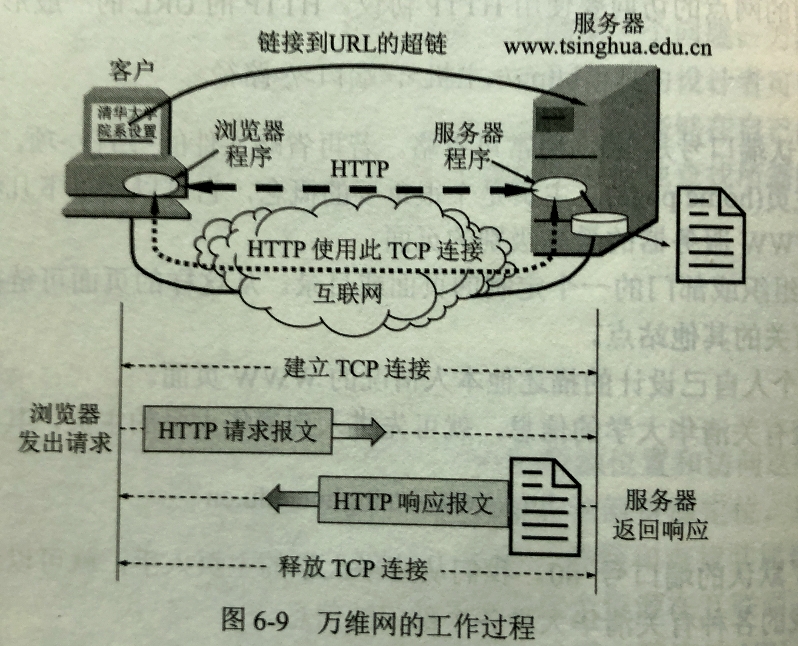 服务器
www.tsinghua.edu.cn
链接到URL的超链
客户
清华大学
院系设置
浏览器
程序
服务器
程序
HTTP
HTTP 使用此 TCP 连接
互联网
建立 TCP 连接
浏览器
发出请求
HTTP 请求报文
HTTP 响应报文
服务器
返回响应
释放 TCP 连接
图 6-9 万维网的工作过程